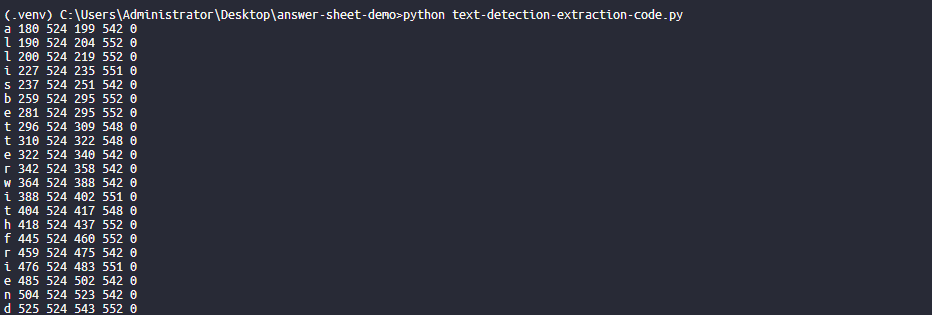 (.venv) C:\Users\Administrator\Desktop\answer-sheet-demo>python text-detection-extraction-code.py
a 180 524 199 542 0
l 190 524 204 552 0
l 200 524 219 552 0
i 227 524 235 551 0
s 237 524 251 542 0
b 259 524 295 552 0
e 281 524 295 552 0
t 296 524 309 548 0
t 310 524 322 548 0
e 322 524 340 542 0
r 342 524 358 542 0
w 364 524 388 542 0
i 388 524 402 551 0
t 404 524 417 548 0
h 418 524 437 552 0
f 445 524 460 552 0
r 459 524 475 542 0
i 476 524 483 551 0
e 485 524 502 542 0
n 504 524 523 542 0
d 525 524 543 552 0